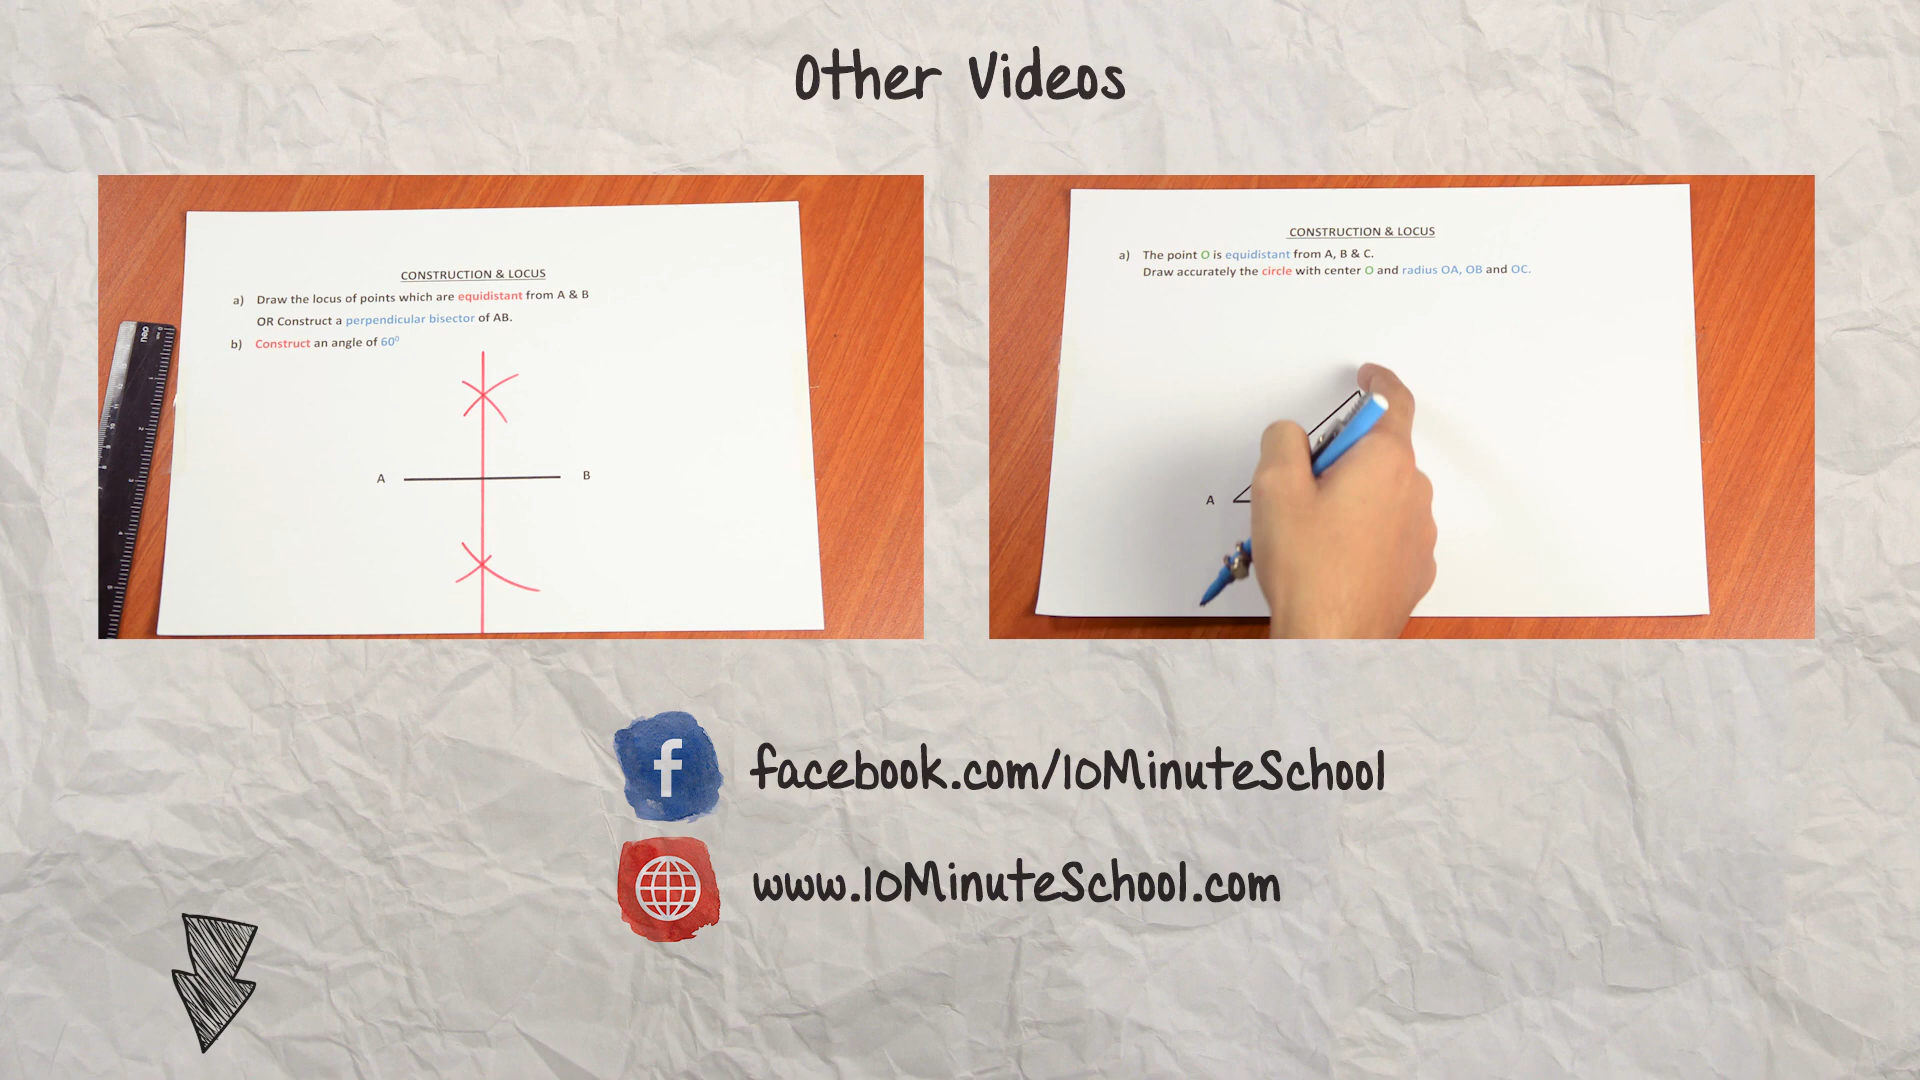 Other Videos
CONSTRUCTION & LOCUS
a) Draw the locus of points which are equidistant from A & B
OR Construct a perpendicular bisector of AB.
b) Construct an angle of 60⁰
A
B
deli
CONSTRUCTION & LOCUS
a) The point O is equidistant from A, B & C.
Draw accurately the circle with center O and radius OA, OB and OC.
A
facebook.com/10MinuteSchool
www.10MinuteSchool.com